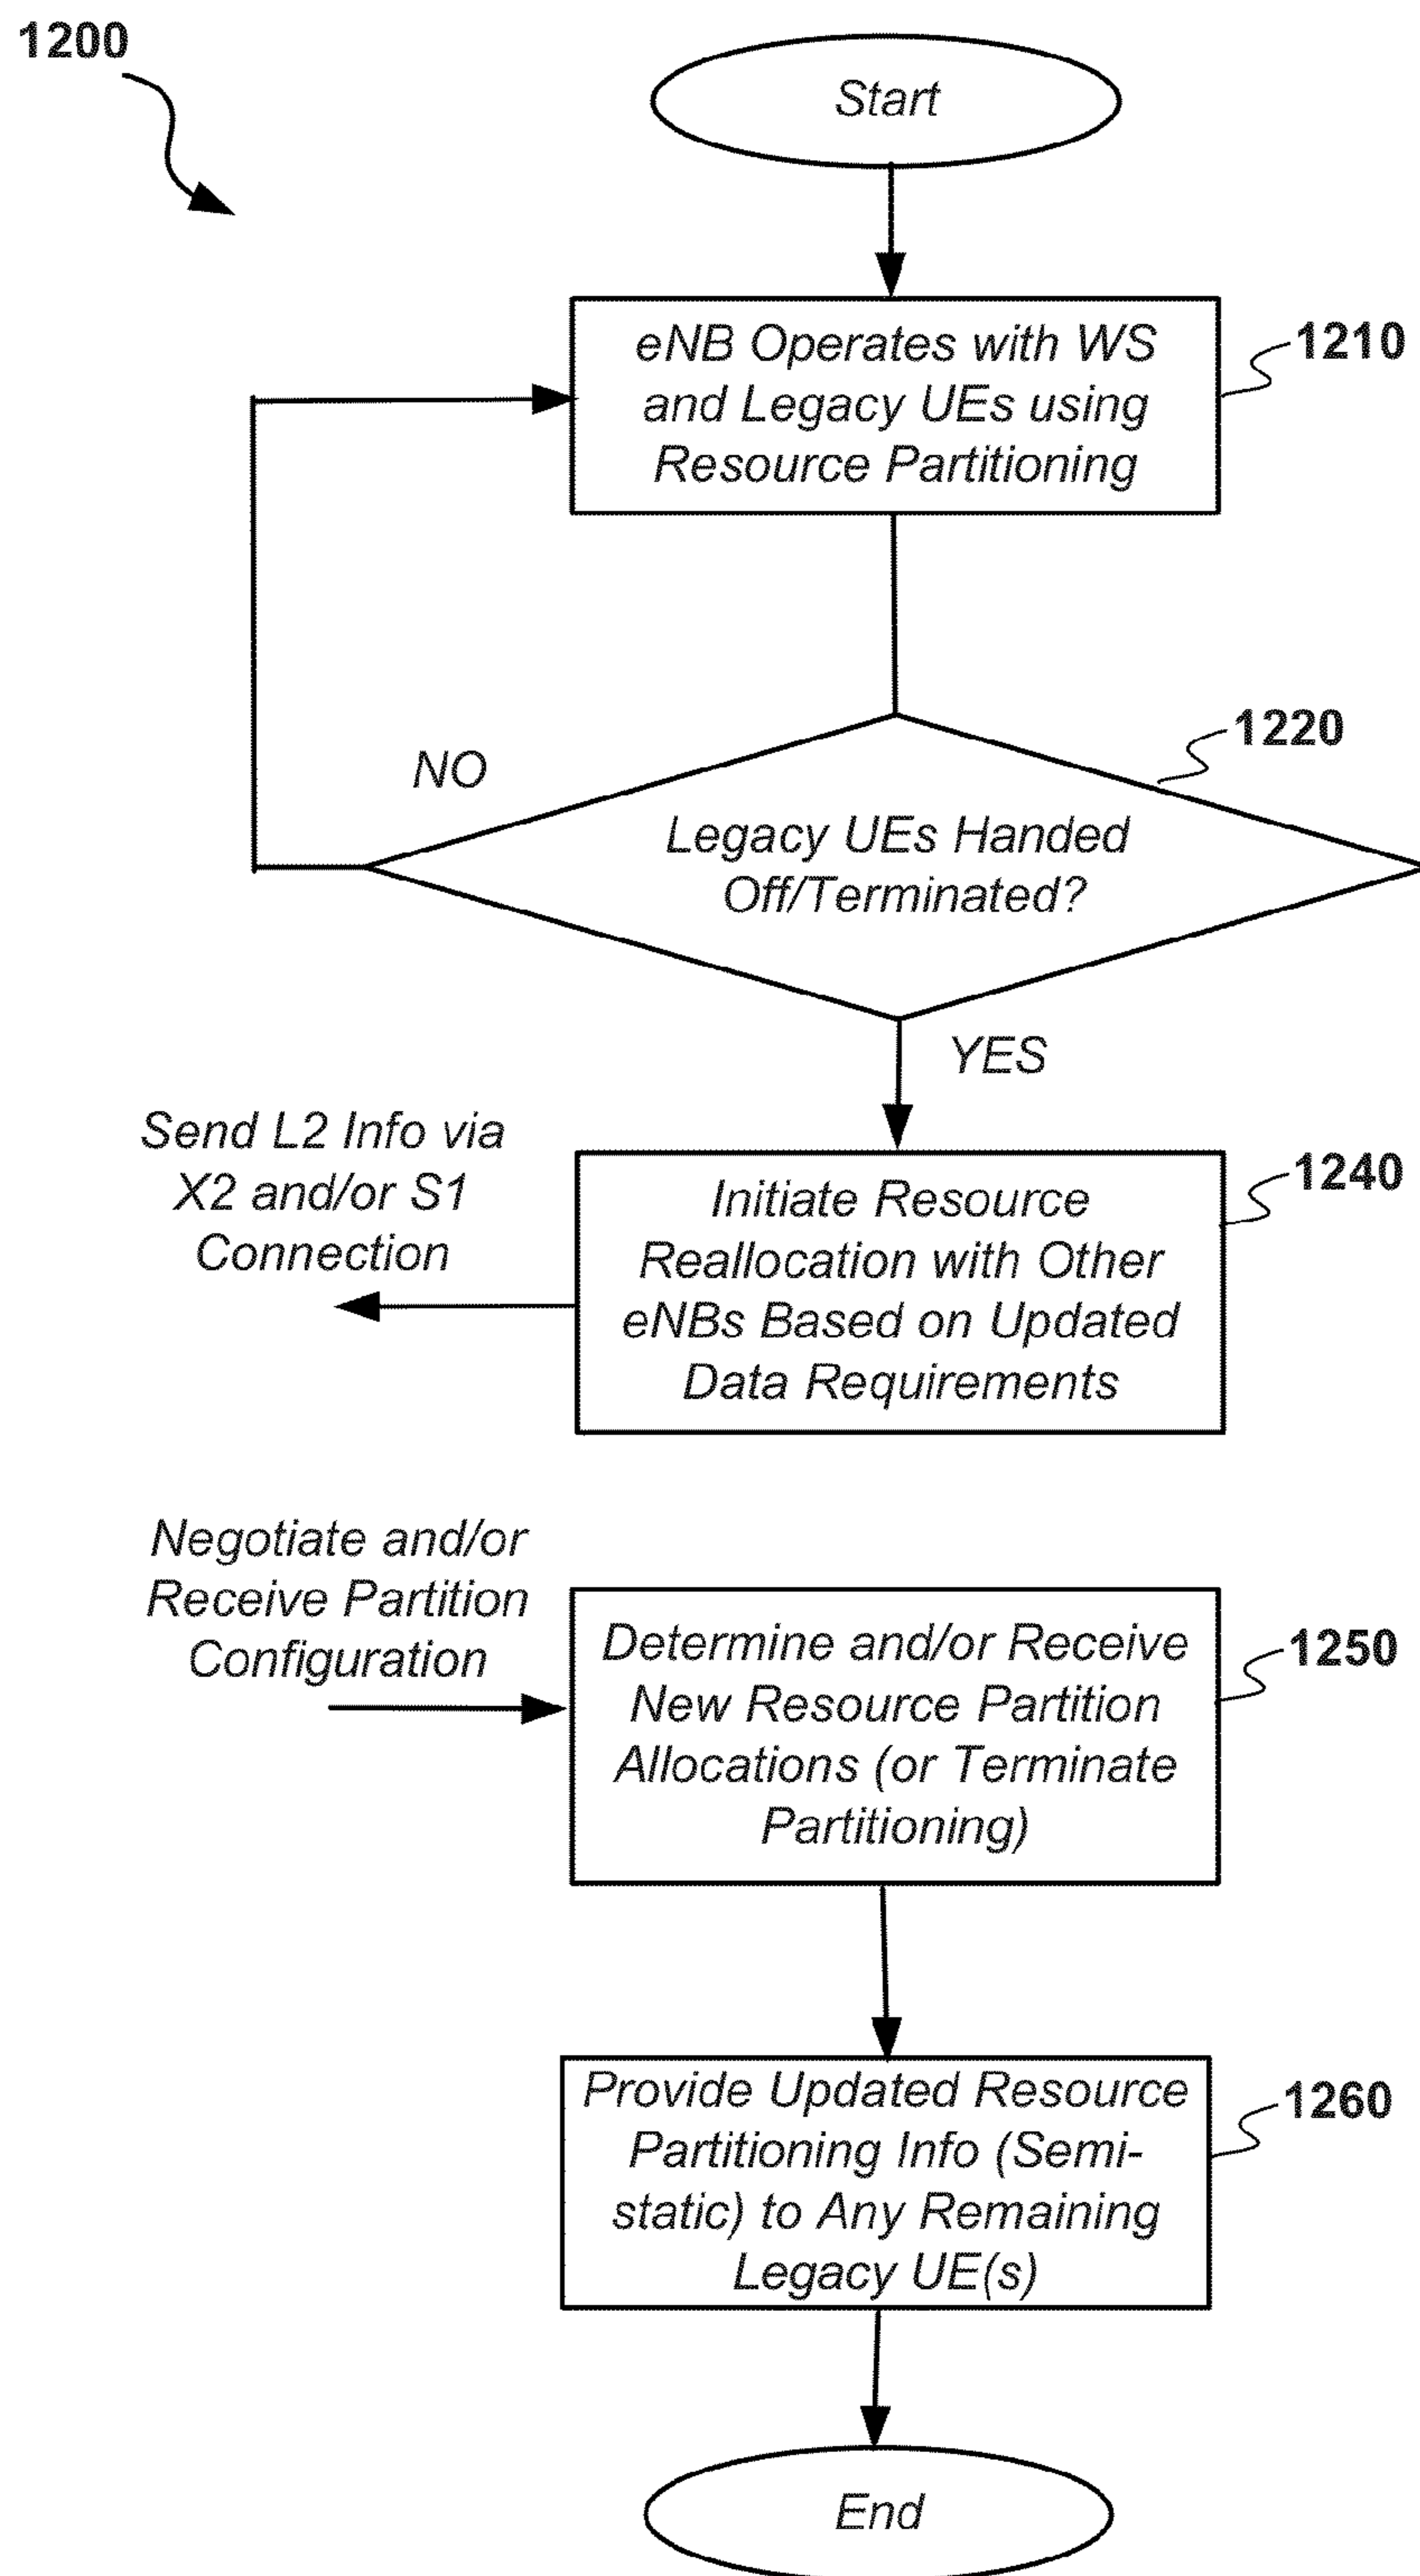 1200
Start
eNB Operates with WS
and Legacy UEs using
Resource Partitioning
1210
NO
1220
Legacy UEs Handed
Off/Terminated?
YES
Send L2 Info via
X2 and/or S1
Connection
Initiate Resource
Reallocation with Other
eNBs Based on Updated
Data Requirements
1240
Negotiate and/or
Receive Partition
Configuration
Determine and/or Receive
New Resource Partition
Allocations (or Terminate
Partitioning)
1250
Provide Updated Resource
Partitioning Info (Semi-
static) to Any Remaining
Legacy UE(s)
1260
End